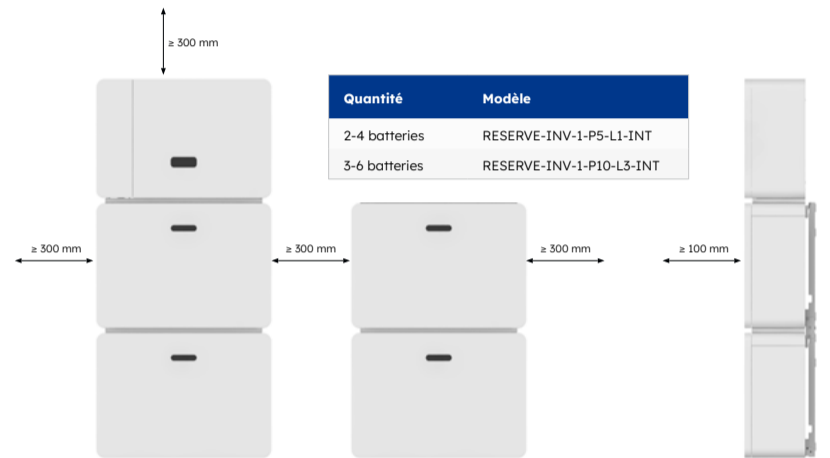 ≥ 300 mm
Quantité Modèle
2-4 batteries RESERVE-INV-1-P5-L1-INT
3-6 batteries RESERVE-INV-1-P10-L3-INT
≥ 300 mm ≥ 300 mm ≥ 300 mm ≥ 100 mm